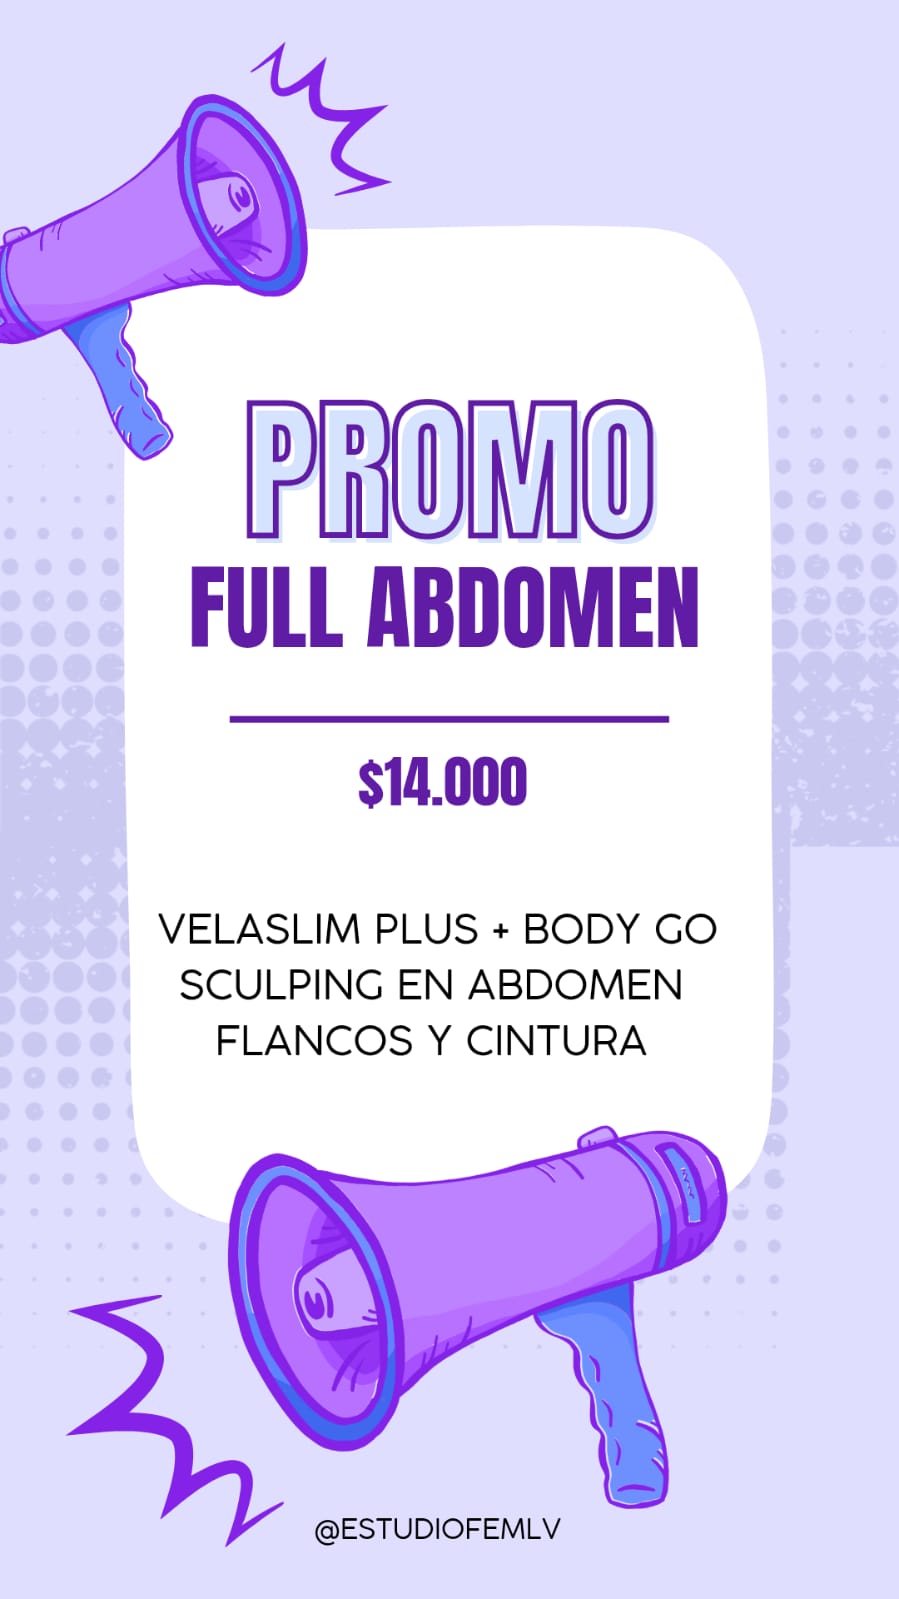 PROMO
FULL ABDOMEN
$14.000
VELASLIM PLUS + BODY GO
SCULPING EN ABDOMEN
FLANCOS Y CINTURA
@ESTUDIOFEMLV